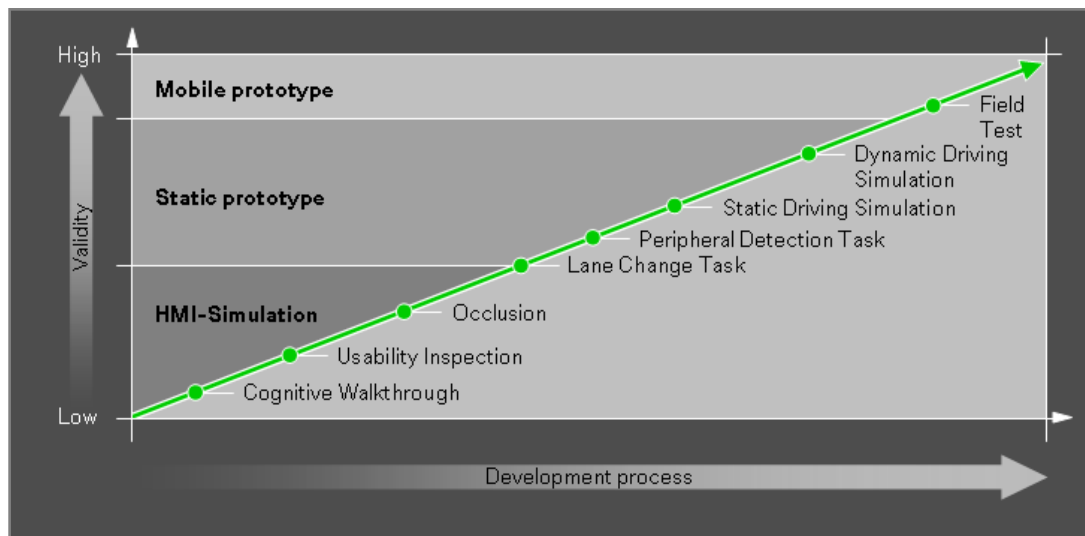 High
Mobile prototype
Field
Test
Dynamic Driving
Simulation
Static prototype
Static Driving Simulation
Validity
Peripheral Detection Task
Lane Change Task
HMI-Simulation
Occlusion
Usability Inspection
Cognitive Walkthrough
Low
Development process